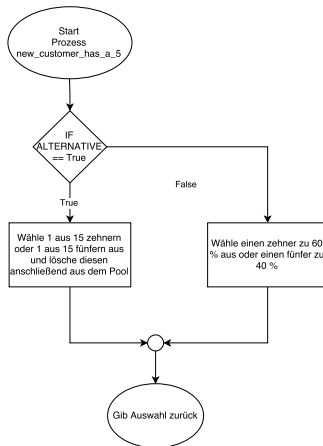 Start
Prozess
new_customer_has_a_5
IF
ALTERNATIVE
== True
False
True
Wähle 1 aus 15 zehnern
oder 1 aus 15 fünfern aus
und lösche diesen
anschließend aus dem Pool
Wähle einen zehner zu 60
% aus oder einen fünfer zu
40 %
Gib Auswahl zurück